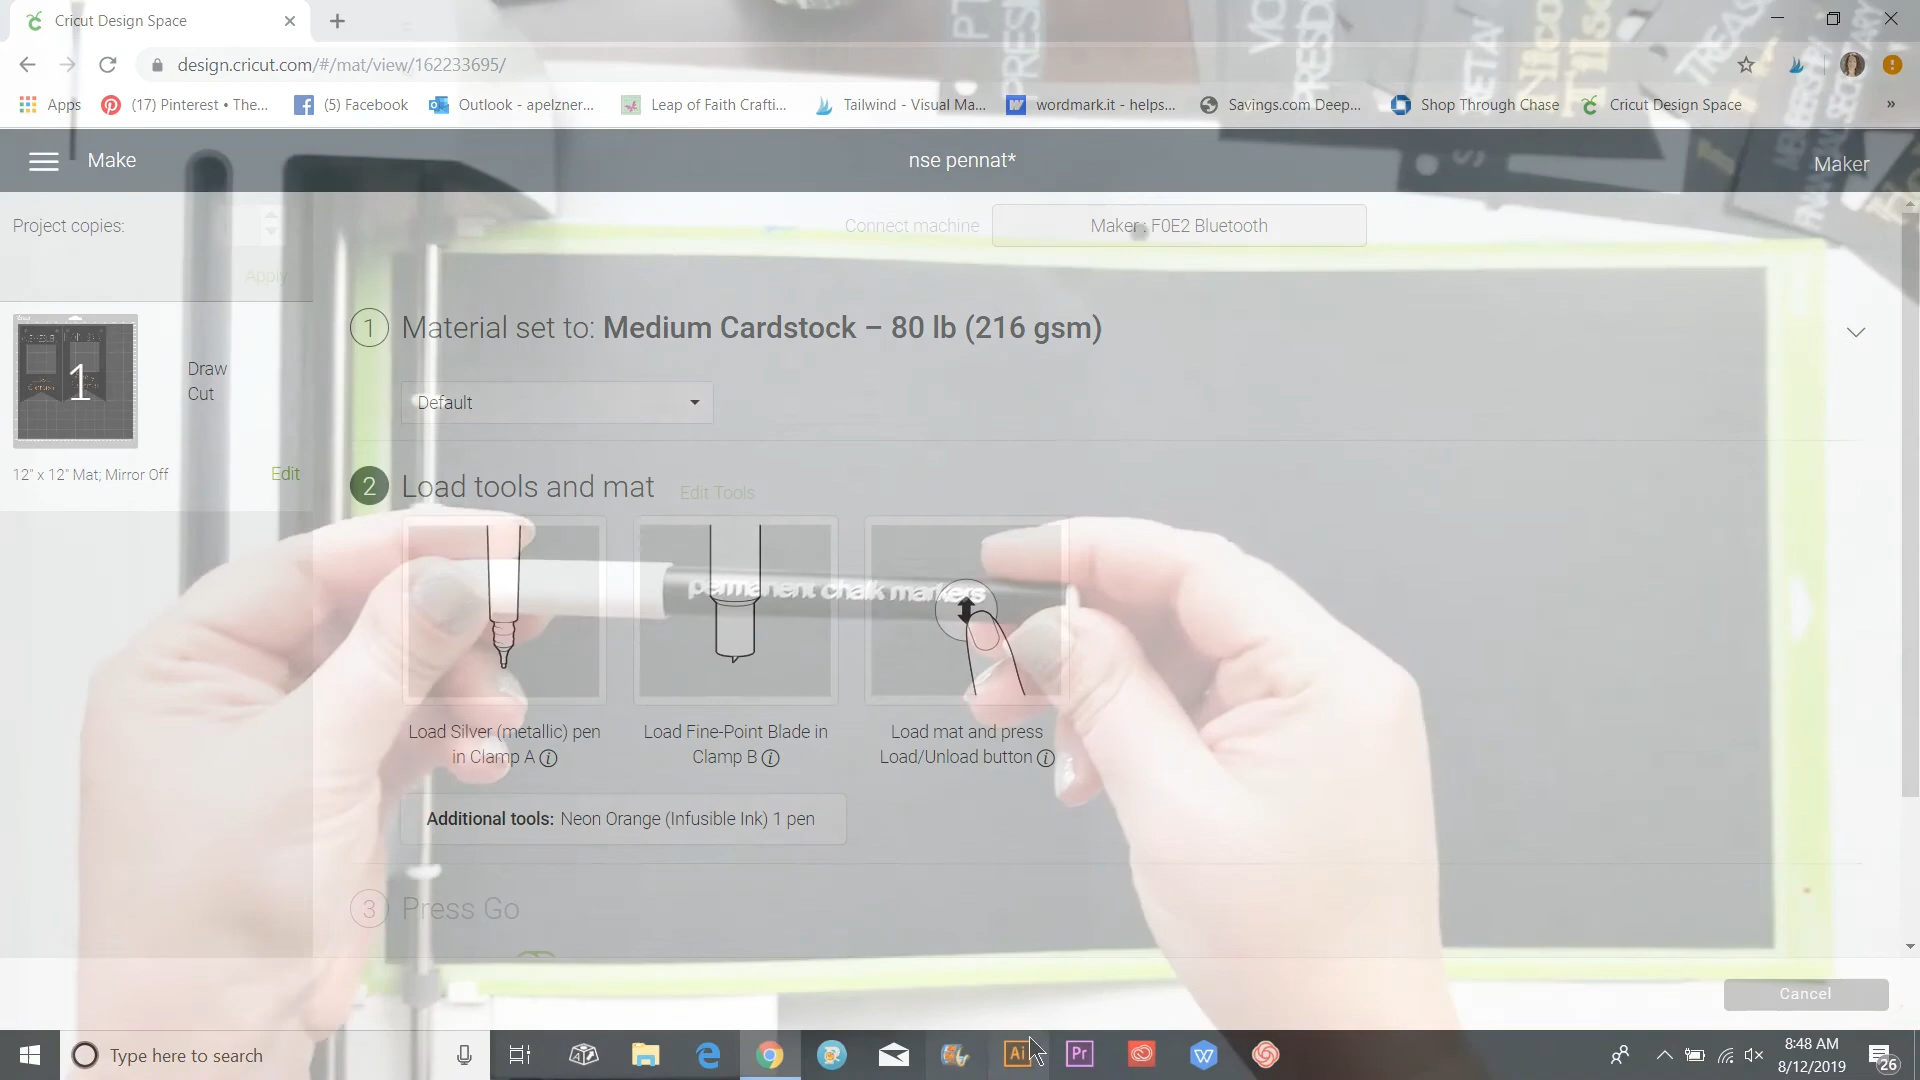 Cricut Design Space
design.cricut.com/#/mat/view/162233695/
Apps (17) Pinterest • The... (5) Facebook Outlook - apelzner... Leap of Faith Crafti... Tailwind - Visual Ma... wordmark.it - helps... Savings.com Deep... Shop Through Chase Cricut Design Space »
Make nse pennat* Maker
Project copies:
Apply
Connect machine Maker : F0E2 Bluetooth
1 Material set to: Medium Cardstock – 80 lb (216 gsm)
Default
1
Draw
Cut
12" x 12" Mat; Mirror Off Edit
2 Load tools and mat Edit Tools
permanent chalk markers
Load Silver (metallic) pen
in Clamp A
Load Fine-Point Blade in
Clamp B
Load mat and press
Load/Unload button
Additional tools: Neon Orange (Infusible Ink) 1 pen
3 Press Go
Cancel
Type here to search
Ai
Pr
8:48 AM
8/12/2019
26